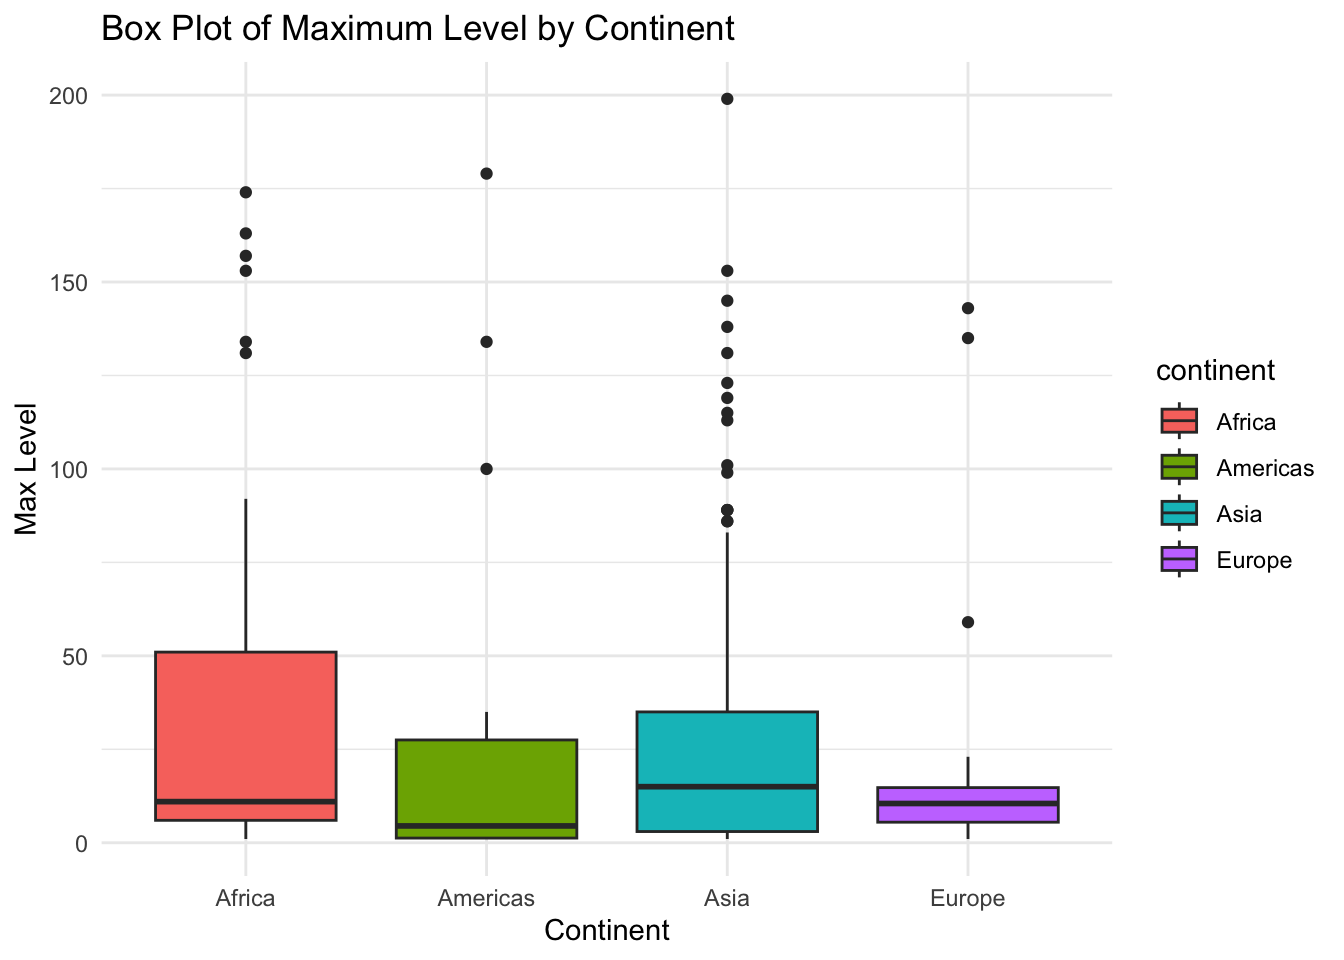 Box Plot of Maximum Level by Continent
200
150
100
50
0
Max Level
Africa
Americas
Asia
Europe
Continent
continent
Africa
Americas
Asia
Europe